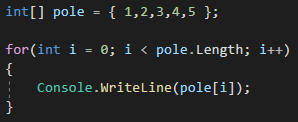 int[] pole = { 1,2,3,4,5 };
for(int i = 0; i < pole.Length; i++)
{
    Console.WriteLine(pole[i]);
}